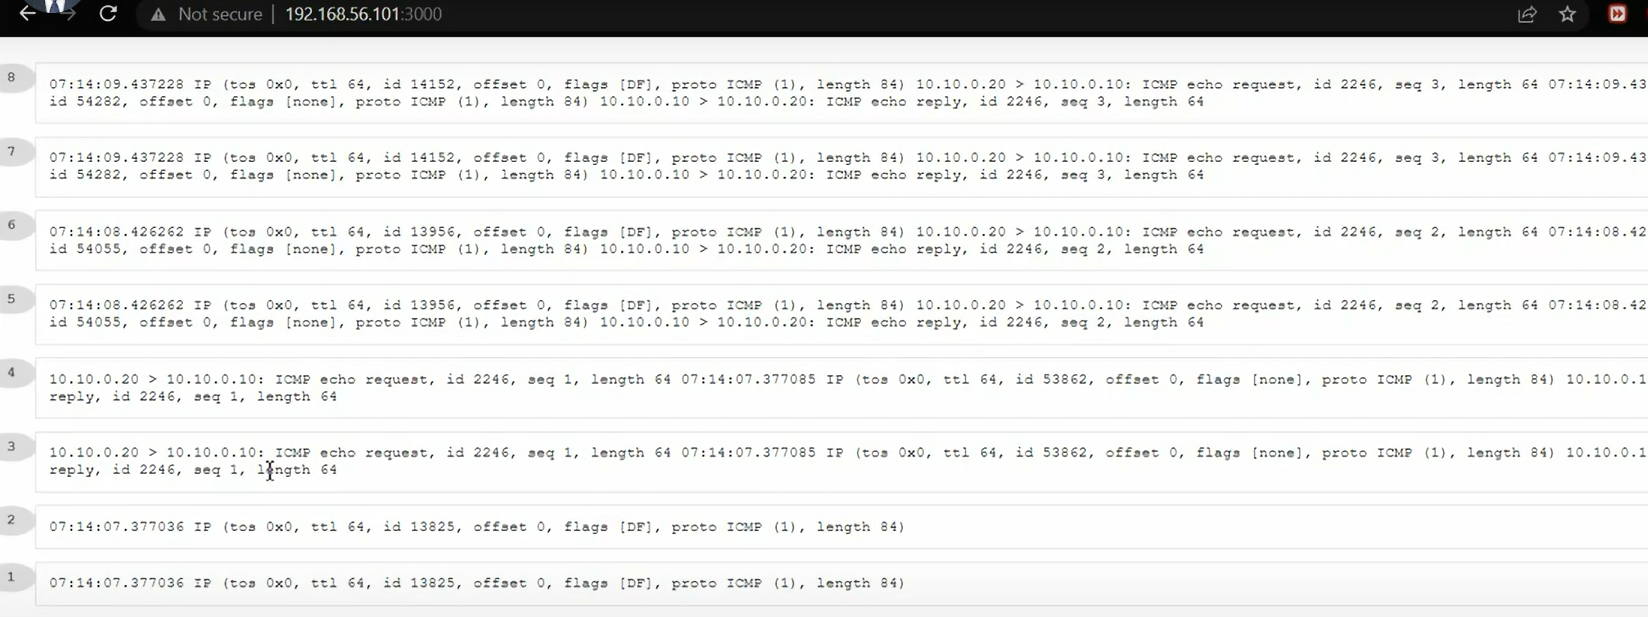 Not secure | 192.168.56.101:3000
8
07:14:09.437228 IP (tos 0x0, ttl 64, id 14152, offset 0, flags [DF], proto ICMP (1), length 84) 10.10.0.20 > 10.10.0.10: ICMP echo request, id 2246, seq 3, length 64 07:14:09.43
id 54282, offset 0, flags [none], proto ICMP (1), length 84) 10.10.0.10 > 10.10.0.20: ICMP echo reply, id 2246, seq 3, length 64
7
07:14:09.437228 IP (tos 0x0, ttl 64, id 14152, offset 0, flags [DF], proto ICMP (1), length 84) 10.10.0.20 > 10.10.0.10: ICMP echo request, id 2246, seq 3, length 64 07:14:09.43
id 54282, offset 0, flags [none], proto ICMP (1), length 84) 10.10.0.10 > 10.10.0.20: ICMP echo reply, id 2246, seq 3, length 64
6
07:14:08.426262 IP (tos 0x0, ttl 64, id 13956, offset 0, flags [DF], proto ICMP (1), length 84) 10.10.0.20 > 10.10.0.10: ICMP echo request, id 2246, seq 2, length 64 07:14:08.42
id 54055, offset 0, flags [none], proto ICMP (1), length 84) 10.10.0.10 > 10.10.0.20: ICMP echo reply, id 2246, seq 2, length 64
5
07:14:08.426262 IP (tos 0x0, ttl 64, id 13956, offset 0, flags [DF], proto ICMP (1), length 84) 10.10.0.20 > 10.10.0.10: ICMP echo request, id 2246, seq 2, length 64 07:14:08.42
id 54055, offset 0, flags [none], proto ICMP (1), length 84) 10.10.0.10 > 10.10.0.20: ICMP echo reply, id 2246, seq 2, length 64
4
10.10.0.20 > 10.10.0.10: ICMP echo request, id 2246, seq 1, length 64 07:14:07.377085 IP (tos 0x0, ttl 64, id 53862, offset 0, flags [none], proto ICMP (1), length 84) 10.10.0.1
reply, id 2246, seq 1, length 64
3
10.10.0.20 > 10.10.0.10: ICMP echo request, id 2246, seq 1, length 64 07:14:07.377085 IP (tos 0x0, ttl 64, id 53862, offset 0, flags [none], proto ICMP (1), length 84) 10.10.0.1
reply, id 2246, seq 1, length 64
2
07:14:07.377036 IP (tos 0x0, ttl 64, id 13825, offset 0, flags [DF], proto ICMP (1), length 84)
1
07:14:07.377036 IP (tos 0x0, ttl 64, id 13825, offset 0, flags [DF], proto ICMP (1), length 84)